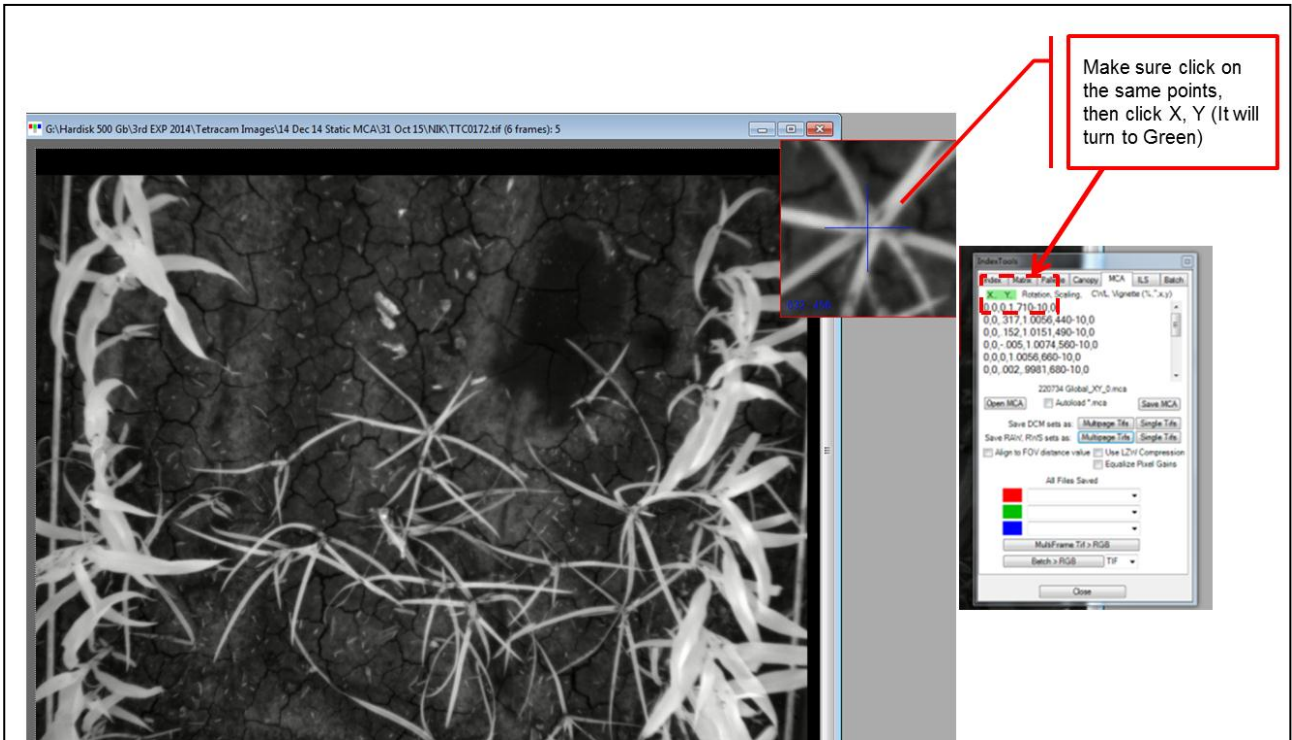 Make sure click on
the same points,
then click X, Y (It will
turn to Green)
G:\Hardisk 500 Gb\3rd EXP 2014\Tetracam Images\14 Dec 14 Static MCA\31 Oct 15\NIK\TTC0172.tif (6 frames): 5
IndexTools
Index Matrix Palette Canopy MCA ILS Batch
X, Y, Rotation, Scaling, CWL, Vignette (%,°,x,y)
0,0,0,1,710-10,0
0,0,.317,1.0056,440-10,0
0,0,.152,1.0151,490-10,0
0,0,-.005,1.0074,560-10,0
0,0,0,1.0056,660-10,0
0,0,.002,.9981,680-10,0
220734 Global_XY_0.mca
Open MCA Autoload *.mca Save MCA
Save DCM sets as: Multipage Tifs Single Tifs
Save RAW, RWS sets as: Multipage Tifs Single Tifs
Align to FOV distance value Use LZW Compression
Equalize Pixel Gains
All Files Saved
MultiFrame Tif > RGB
Batch > RGB TIF
Close